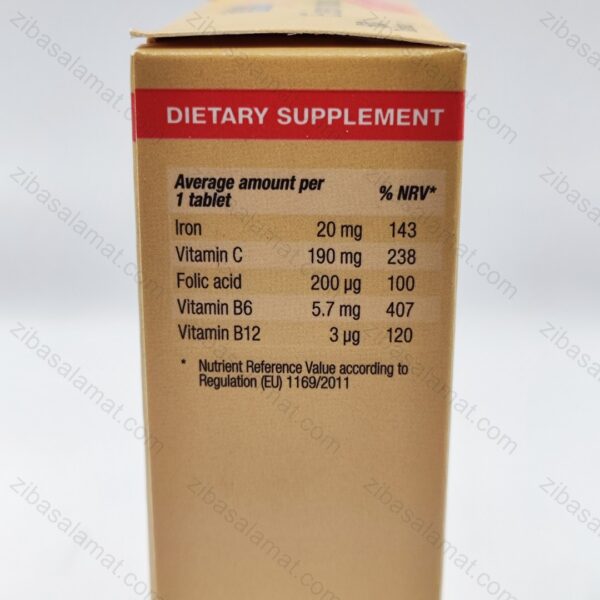 DIETARY SUPPLEMENT
Average amount per
1 tablet % NRV*
Iron 20 mg 143
Vitamin C 190 mg 238
Folic acid 200 µg 100
Vitamin B6 5.7 mg 407
Vitamin B12 3 µg 120
* Nutrient Reference Value according to
Regulation (EU) 1169/2011
zibasalamat.com